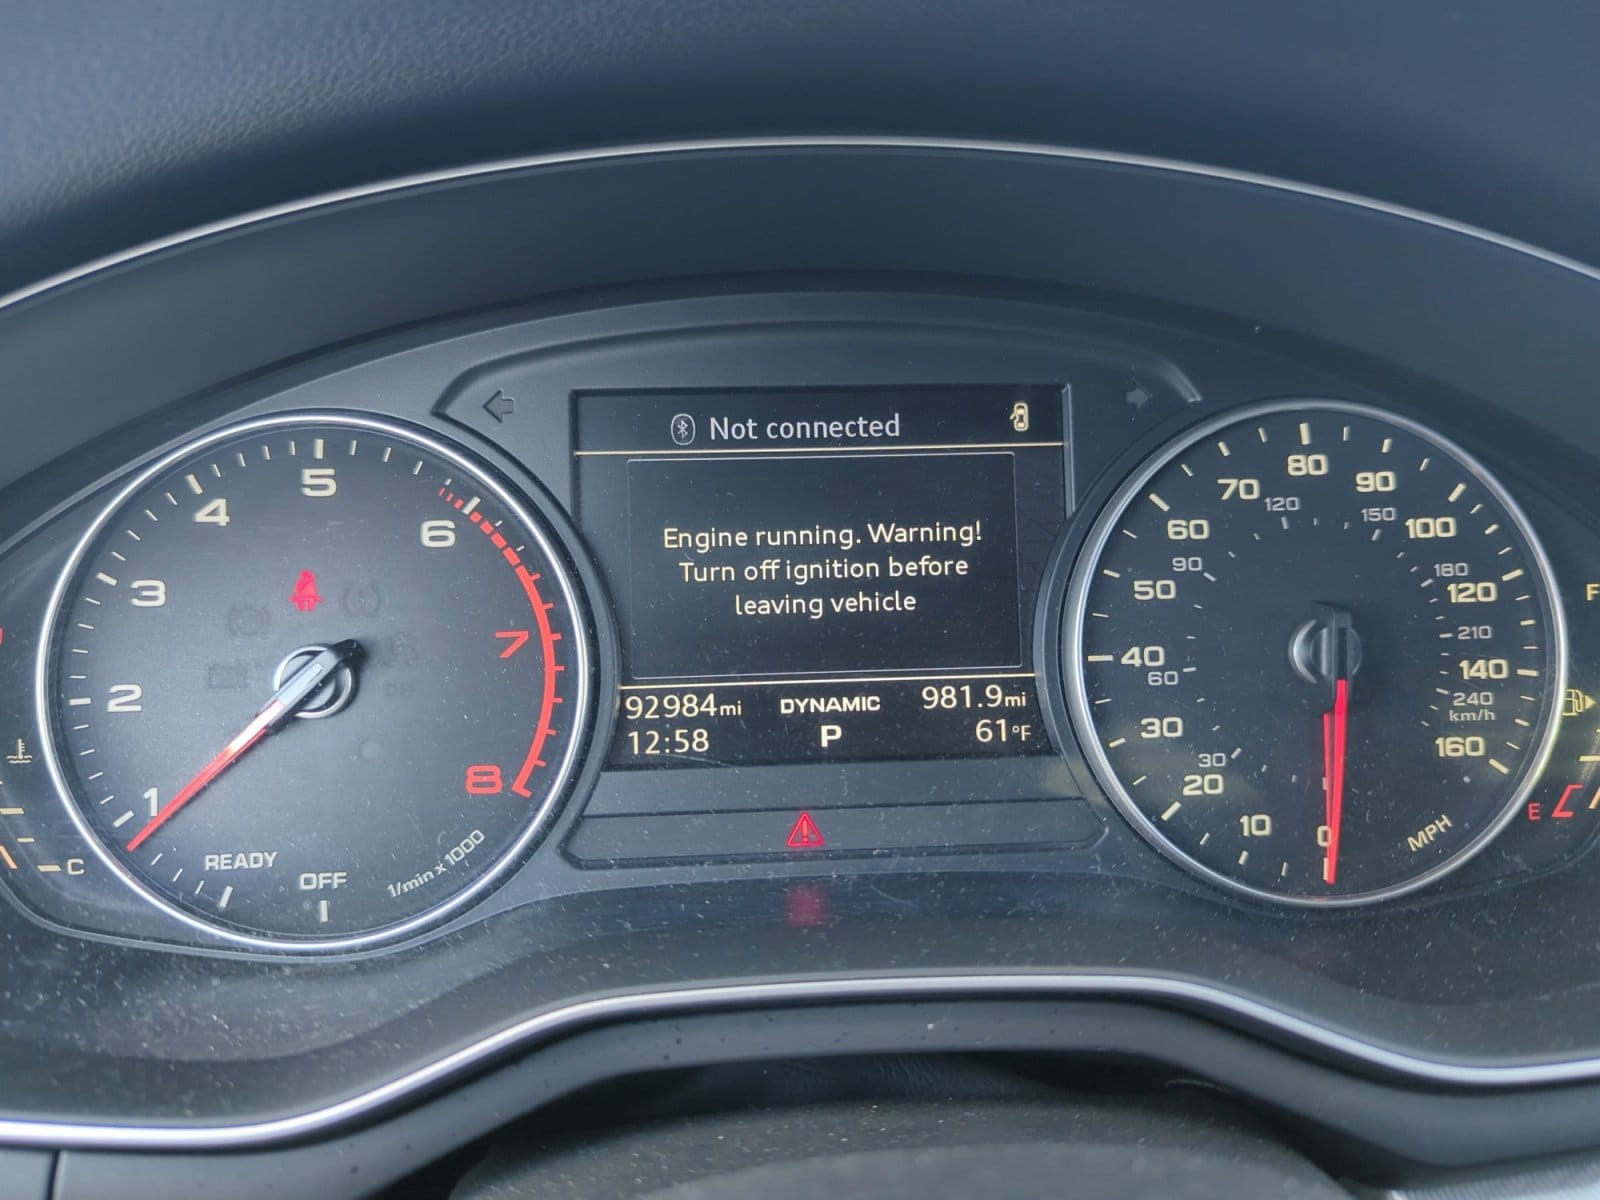 Not connected
Engine running. Warning!
Turn off ignition before
leaving vehicle
92984mi DYNAMIC 981.9mi
12:58 P 61°F
1
2
3
4
5
6
7
8
READY
OFF
1/min x 1000
C
0
10
20
30
40
50
60
70
80
90
100
120
140
160
MPH
30
60
90
120
150
180
210
240
km/h
F
E